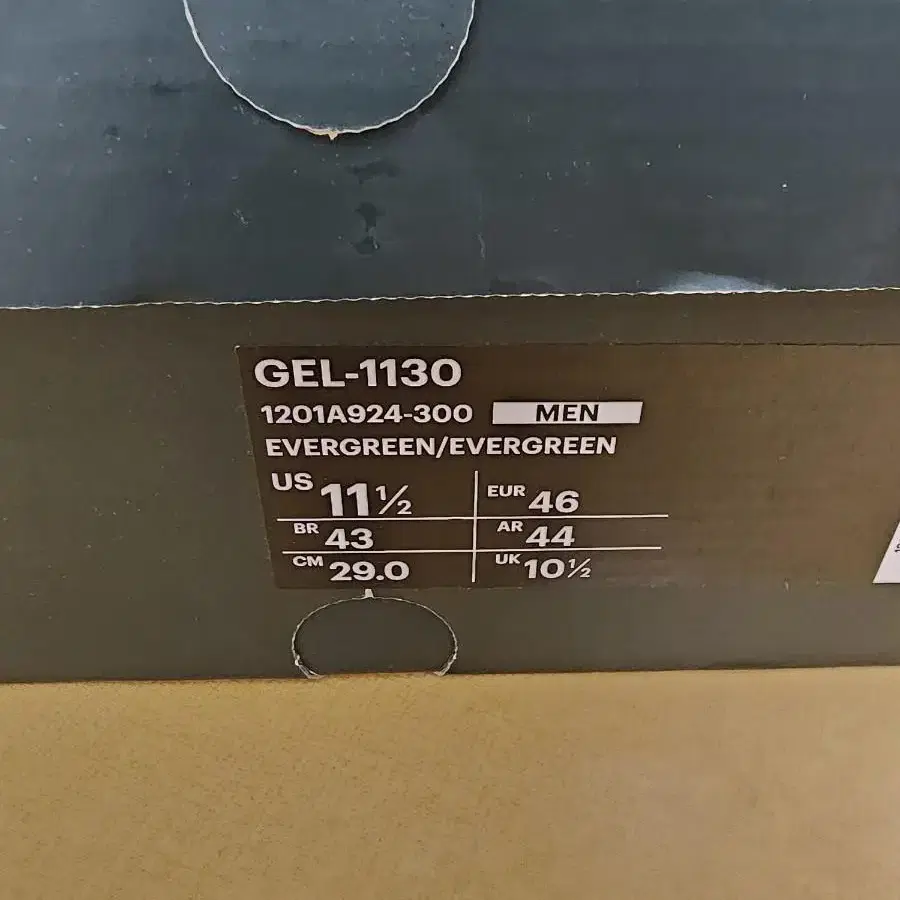 GEL-1130
1201A924-300 MEN
EVERGREEN/EVERGREEN
US 11½ EUR 46
BR 43 AR 44
CM 29.0 UK 10½